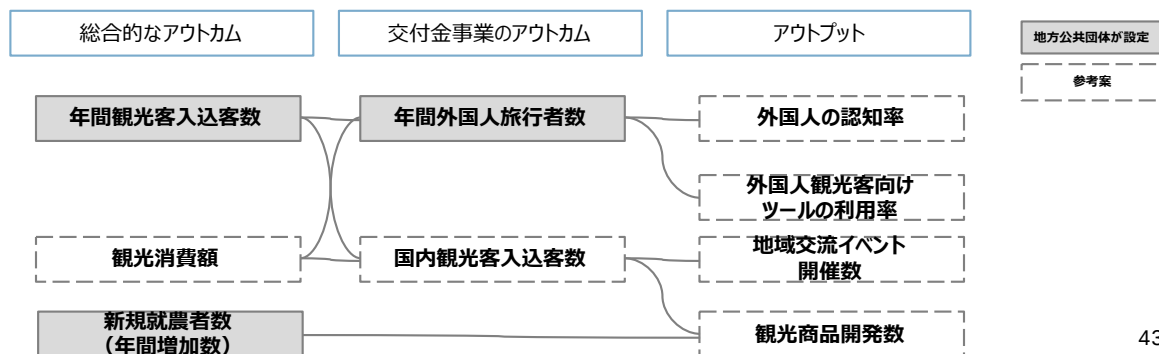 総合的なアウトカム
交付金事業のアウトカム
アウトプット
地方公共団体が設定
参考案
年間観光客入込客数
年間外国人旅行者数
外国人の認知率
外国人観光客向け
ツールの利用率
観光消費額
国内観光客入込客数
地域交流イベント
開催数
新規就農者数
（年間増加数）
観光商品開発数
43